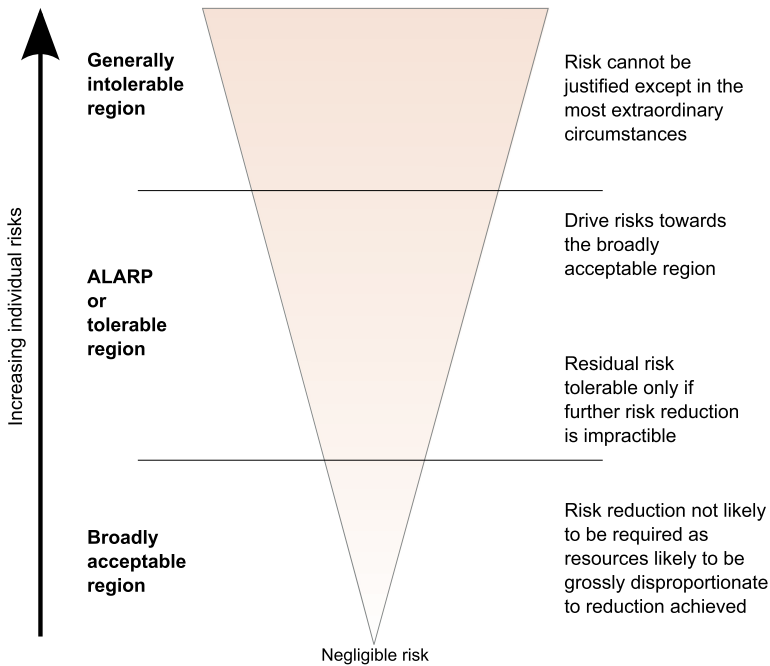 Generally
intolerable
region
Risk cannot be
justified except in the
most extraordinary
circumstances
Increasing individual risks
ALARP
or
tolerable
region
Drive risks towards
the broadly
acceptable region
Residual risk
tolerable only if
further risk reduction
is impractible
Broadly
acceptable
region
Risk reduction not likely
to be required as
resources likely to be
grossly disproportionate
to reduction achieved
Negligible risk